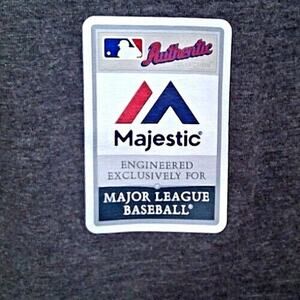 Authentic
Majestic®
ENGINEERED
EXCLUSIVELY FOR
MAJOR LEAGUE
BASEBALL®